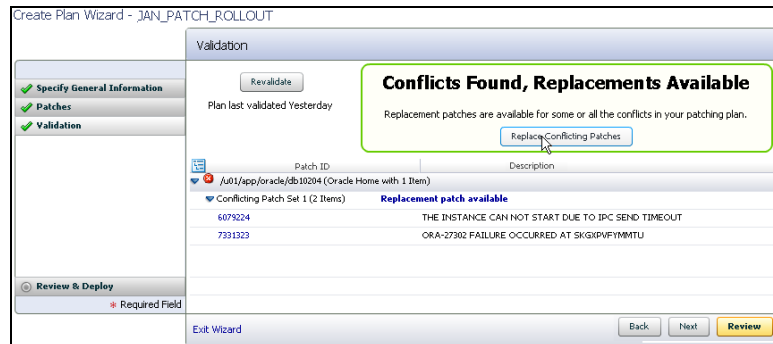 Create Plan Wizard - JAN_PATCH_ROLLOUT
Validation
Specify General Information
Patches
Validation
Revalidate
Plan last validated Yesterday
Conflicts Found, Replacements Available
Replacement patches are available for some or all the conflicts in your patching plan.
Replace Conflicting Patches
Patch ID Description
/u01/app/oracle/db10204 (Oracle Home with 1 Item)
Conflicting Patch Set 1 (2 Items) Replacement patch available
6079224 THE INSTANCE CAN NOT START DUE TO IPC SEND TIMEOUT
7331323 ORA-27302 FAILURE OCCURRED AT SKGXPVFYMMTU
Review & Deploy
* Required Field
Exit Wizard Back Next Review